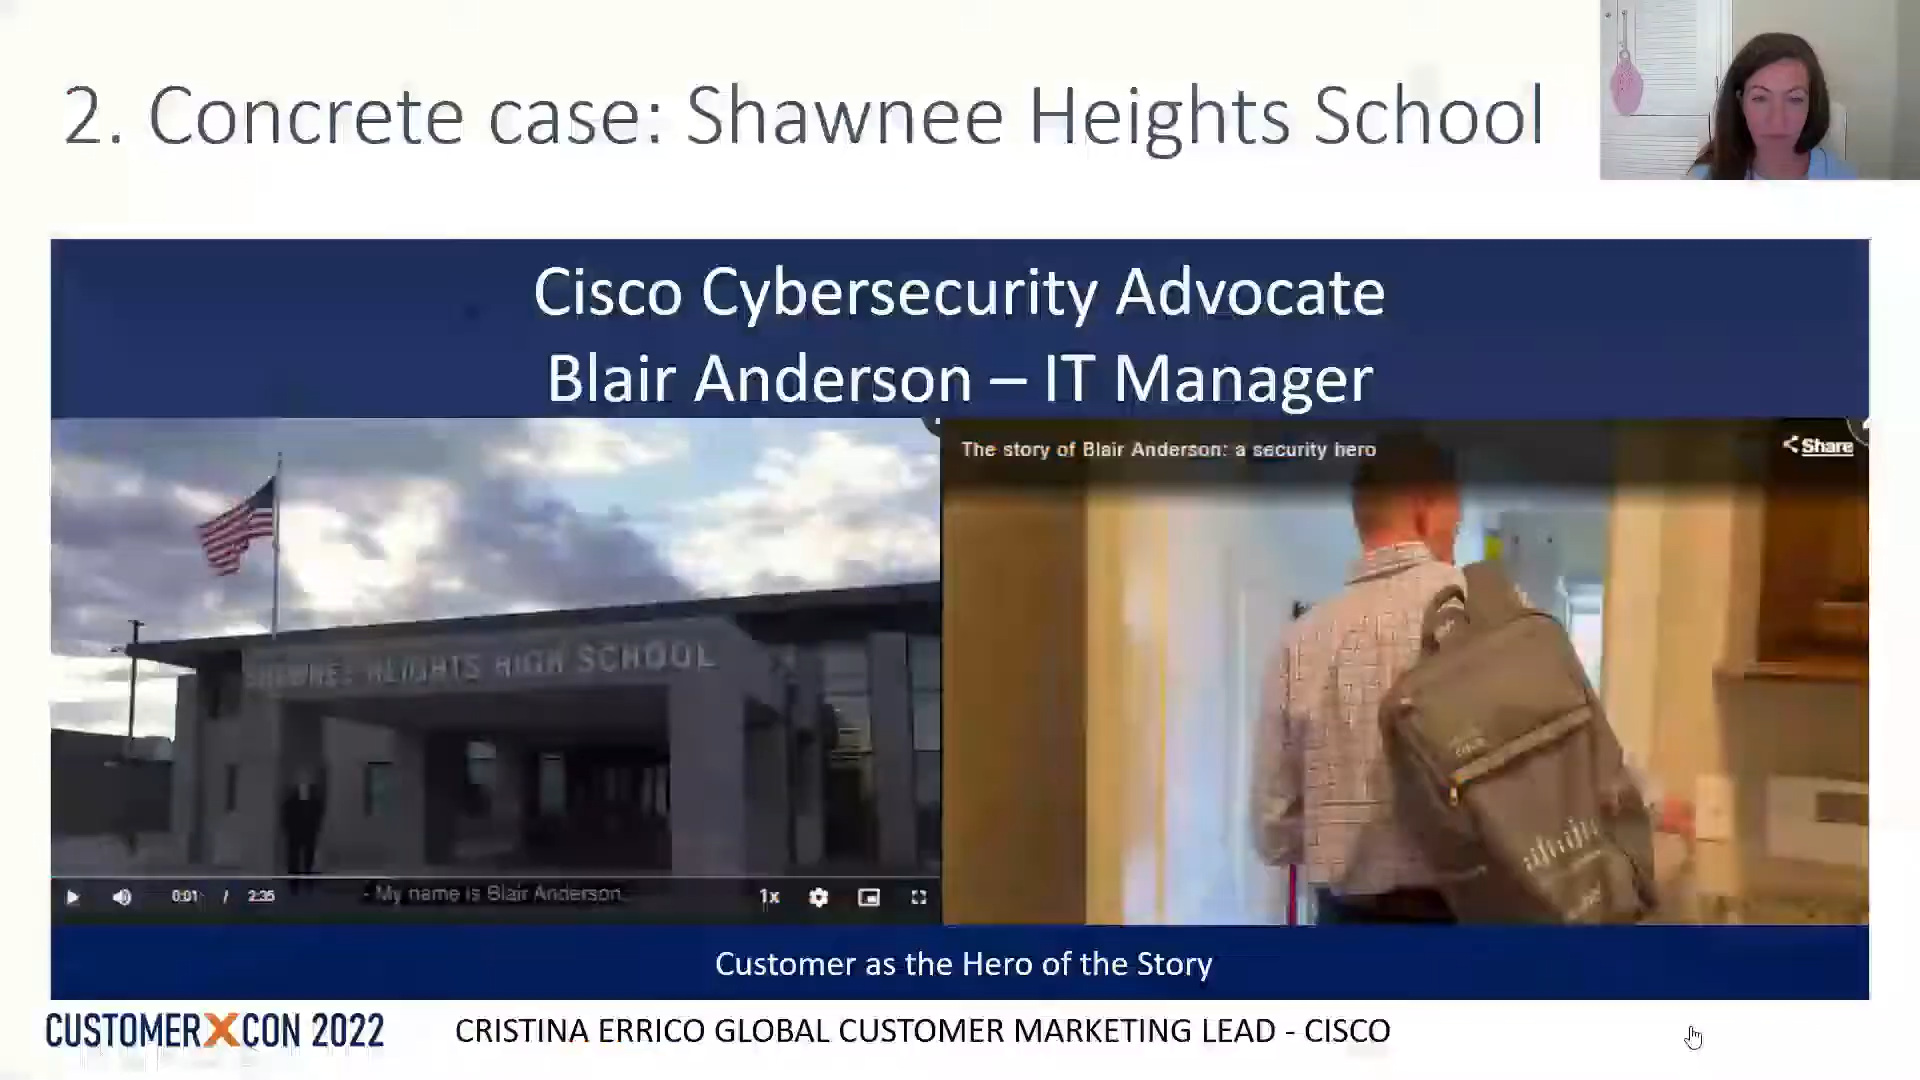 2. Concrete case: Shawnee Heights School
Cisco Cybersecurity Advocate
Blair Anderson – IT Manager
The story of Blair Anderson: a security hero
Share
SHAWNEE HEIGHTS HIGH SCHOOL
0:01 / 2:35
- My name is Blair Anderson.
1x
Customer as the Hero of the Story
CUSTOMERXCON 2022
CRISTINA ERRICO GLOBAL CUSTOMER MARKETING LEAD - CISCO